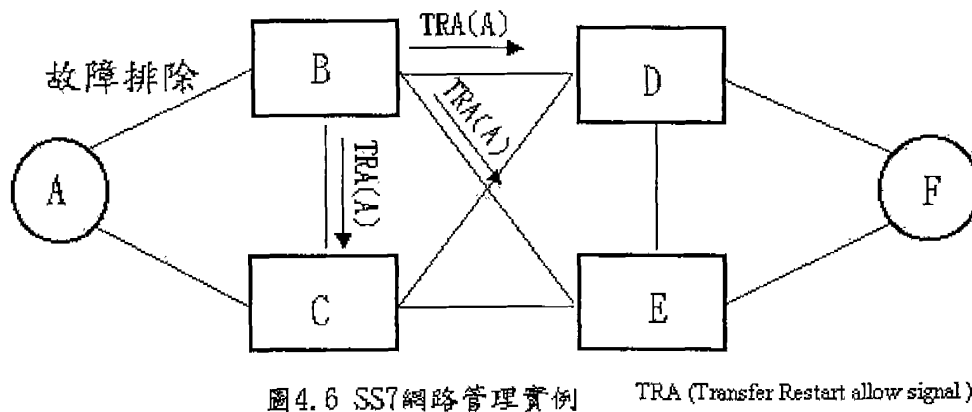 B
TRA(A)
D
故障排除
TRA(A)
TRA(A)
A
F
C
E
圖4.6 SS7網路管理實例
TRA (Transfer Restart allow signal)